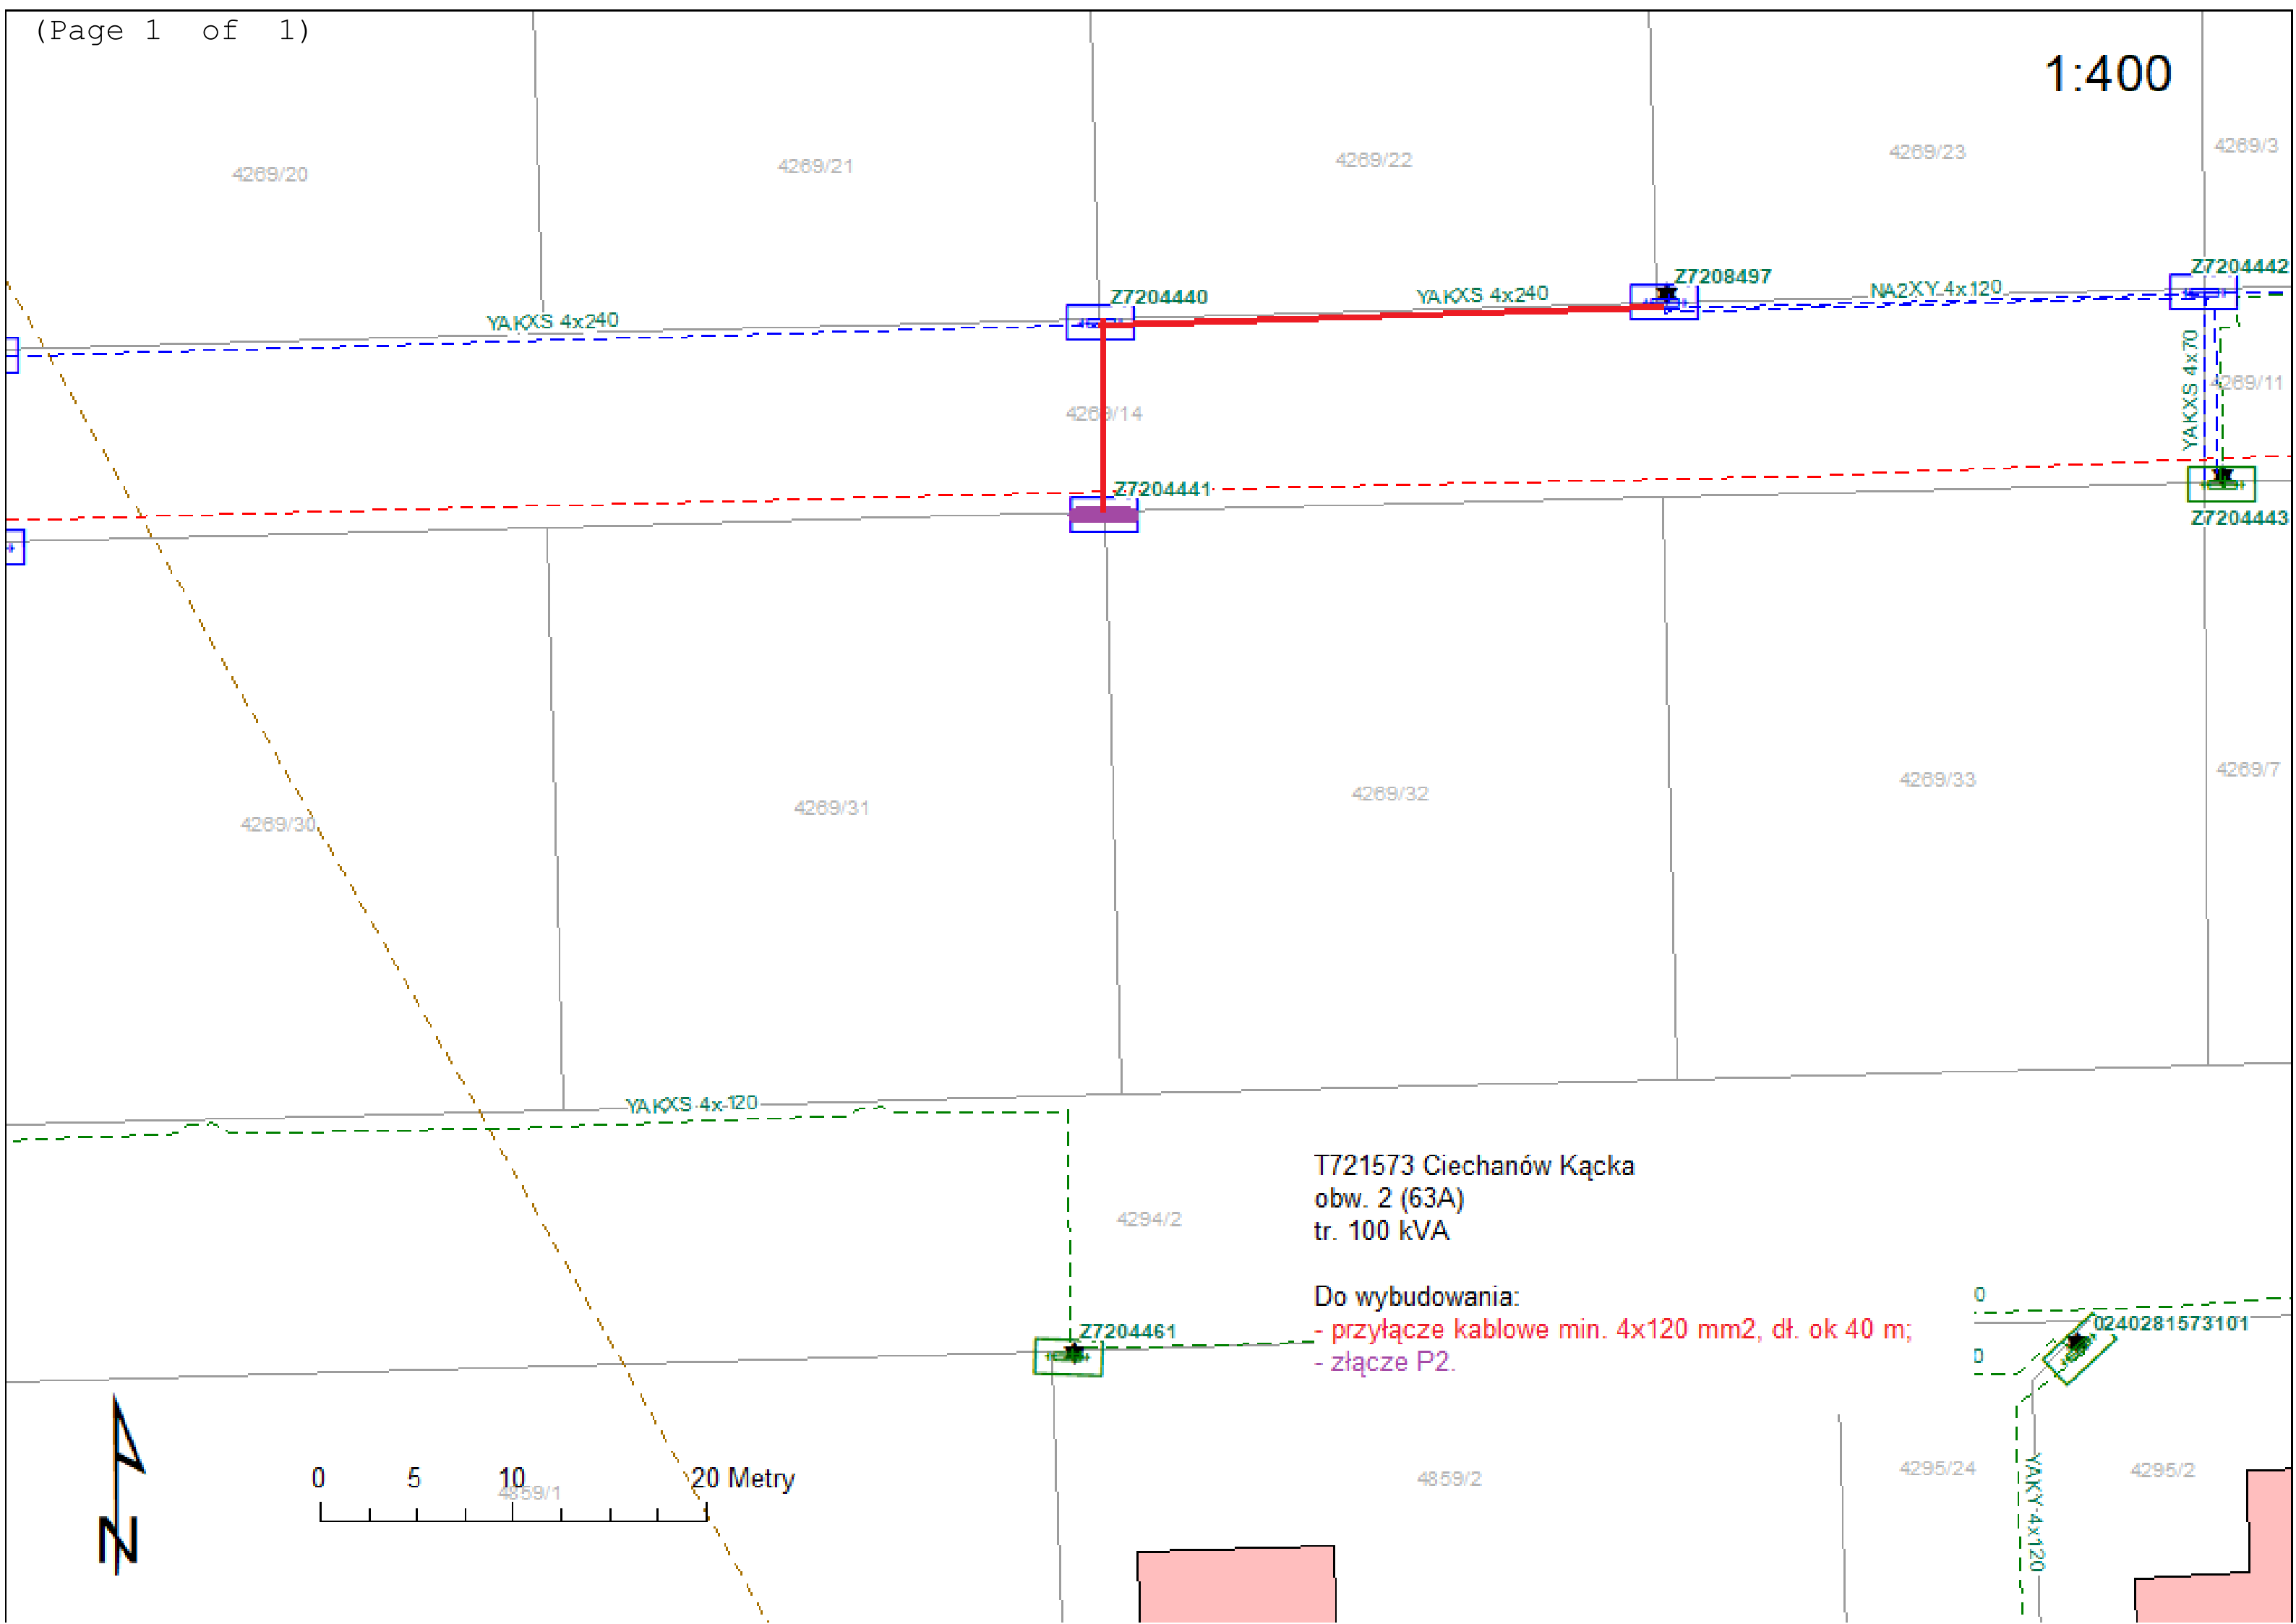 (Page 1 of 1)
1:400
4269/20
4269/21
4269/22
4269/23
4269/3
Z7204440
YAKXS 4x240
Z7208497
NA2XY 4x120
Z7204442
YAKXS 4x240
YAKXS 4x70
4269/11
4269/14
Z7204441
Z7204443
4269/30
4269/31
4269/32
4269/33
4269/7
YAKXS 4x120
T721573 Ciechanów Kącka
obw. 2 (63A)
tr. 100 kVA
4294/2
Do wybudowania:
- przyłącze kablowe min. 4x120 mm2, dł. ok 40 m;
- złącze P2.
Z7204461
0
0240281573101
0
YAKY 4x120
4859/1
4859/2
4295/24
4295/2
0 5 10 20 Metry
N